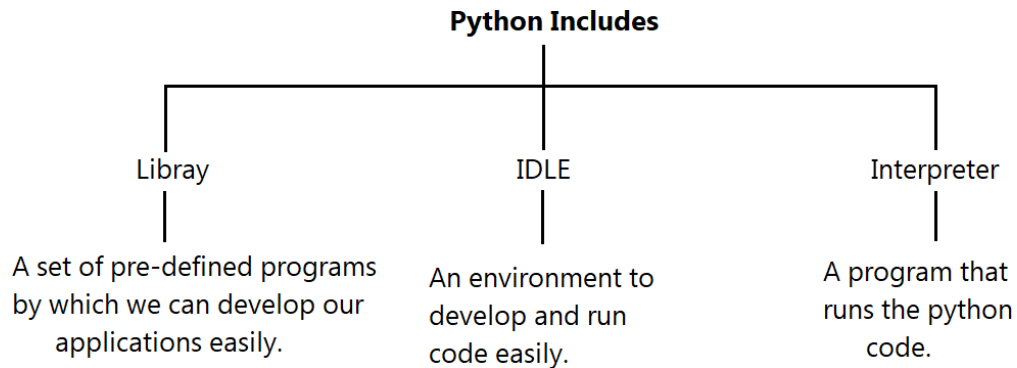 Python Includes
Libray
IDLE
Interpreter
A set of pre-defined programs
by which we can develop our
applications easily.
An environment to
develop and run
code easily.
A program that
runs the python
code.